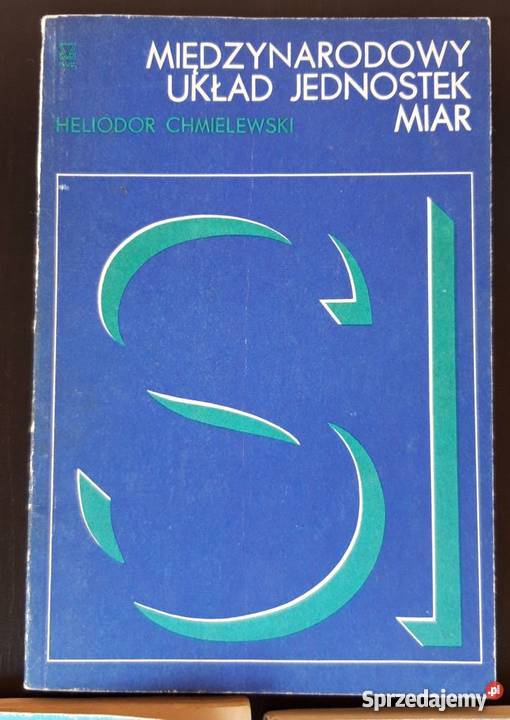 MIĘDZYNARODOWY
UKŁAD JEDNOSTEK
MIAR
HELIODOR CHMIELEWSKI
SI
Sprzedajemy.pl